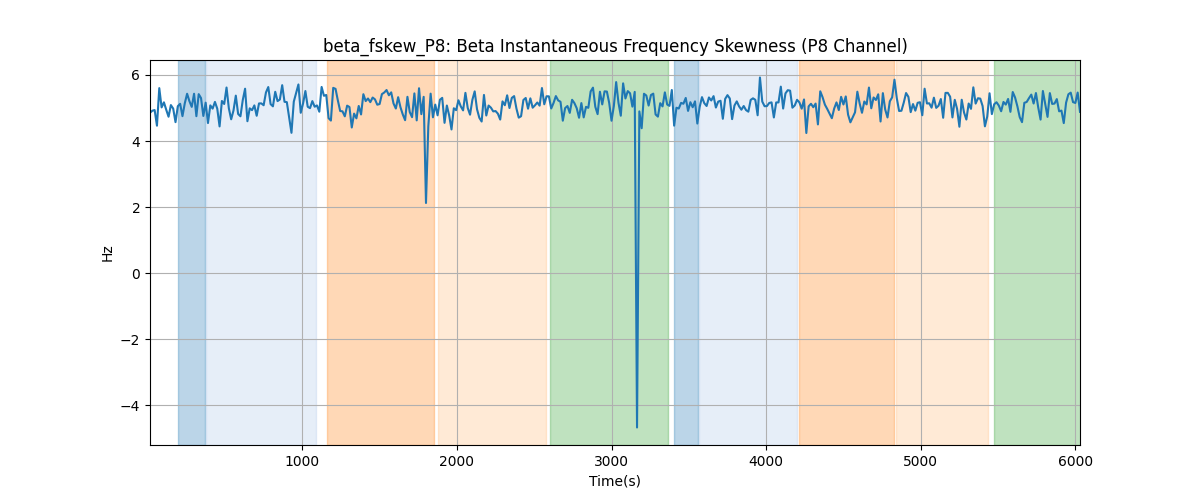 beta_fskew_P8: Beta Instantaneous Frequency Skewness (P8 Channel)
6
4
2
0
−2
−4
Hz
1000 2000 3000 4000 5000 6000
Time(s)